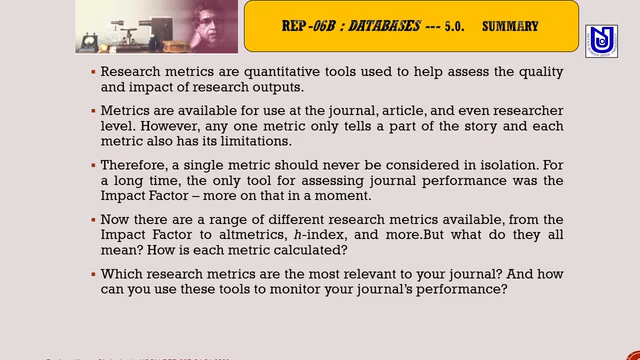 REP-06B : DATABASES --- 5.0. SUMMARY
▪ Research metrics are quantitative tools used to help assess the quality
and impact of research outputs.
▪ Metrics are available for use at the journal, article, and even researcher
level. However, any one metric only tells a part of the story and each
metric also has its limitations.
▪ Therefore, a single metric should never be considered in isolation. For
a long time, the only tool for assessing journal performance was the
Impact Factor – more on that in a moment.
▪ Now there are a range of different research metrics available, from the
Impact Factor to altmetrics, h-index, and more.But what do they all
mean? How is each metric calculated?
▪ Which research metrics are the most relevant to your journal? And how
can you use these tools to monitor your journal's performance?